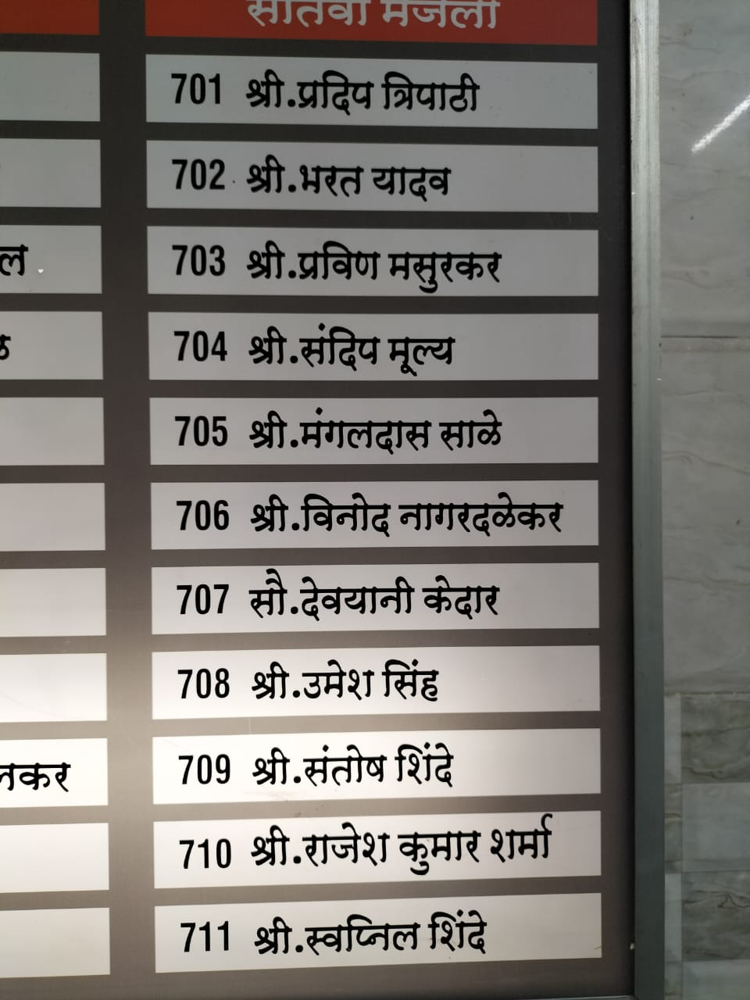 सातवा मजला
701 श्री.प्रदिप त्रिपाठी
702 श्री.भरत यादव
703 श्री.प्रविण मसुरकर
704 श्री.संदिप मूल्य
705 श्री.मंगलदास साळे
706 श्री.विनोद नागरदळेकर
707 सौ.देवयानी केदार
708 श्री.उमेश सिंह
709 श्री.संतोष शिंदे
710 श्री.राजेश कुमार शर्मा
711 श्री.स्वप्निल शिंदे